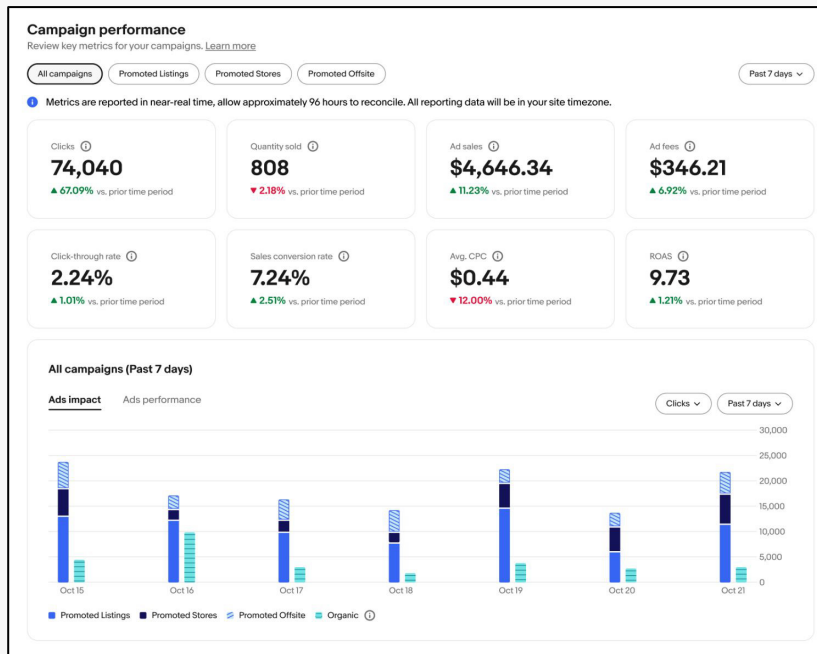 Campaign performance
Review key metrics for your campaigns. Learn more
All campaigns Promoted Listings Promoted Stores Promoted Offsite Past 7 days
Metrics are reported in near-real time, allow approximately 96 hours to reconcile. All reporting data will be in your site timezone.
Clicks
74,040
67.09% vs. prior time period
Quantity sold
808
2.18% vs. prior time period
Ad sales
$4,646.34
11.23% vs. prior time period
Ad fees
$346.21
6.92% vs. prior time period
Click-through rate
2.24%
1.01% vs. prior time period
Sales conversion rate
7.24%
2.51% vs. prior time period
Avg. CPC
$0.44
12.00% vs. prior time period
ROAS
9.73
1.21% vs. prior time period
All campaigns (Past 7 days)
Ads impact Ads performance Clicks Past 7 days
30,000
25,000
20,000
15,000
10,000
5,000
0
Oct 15 Oct 16 Oct 17 Oct 18 Oct 19 Oct 20 Oct 21
Promoted Listings Promoted Stores Promoted Offsite Organic